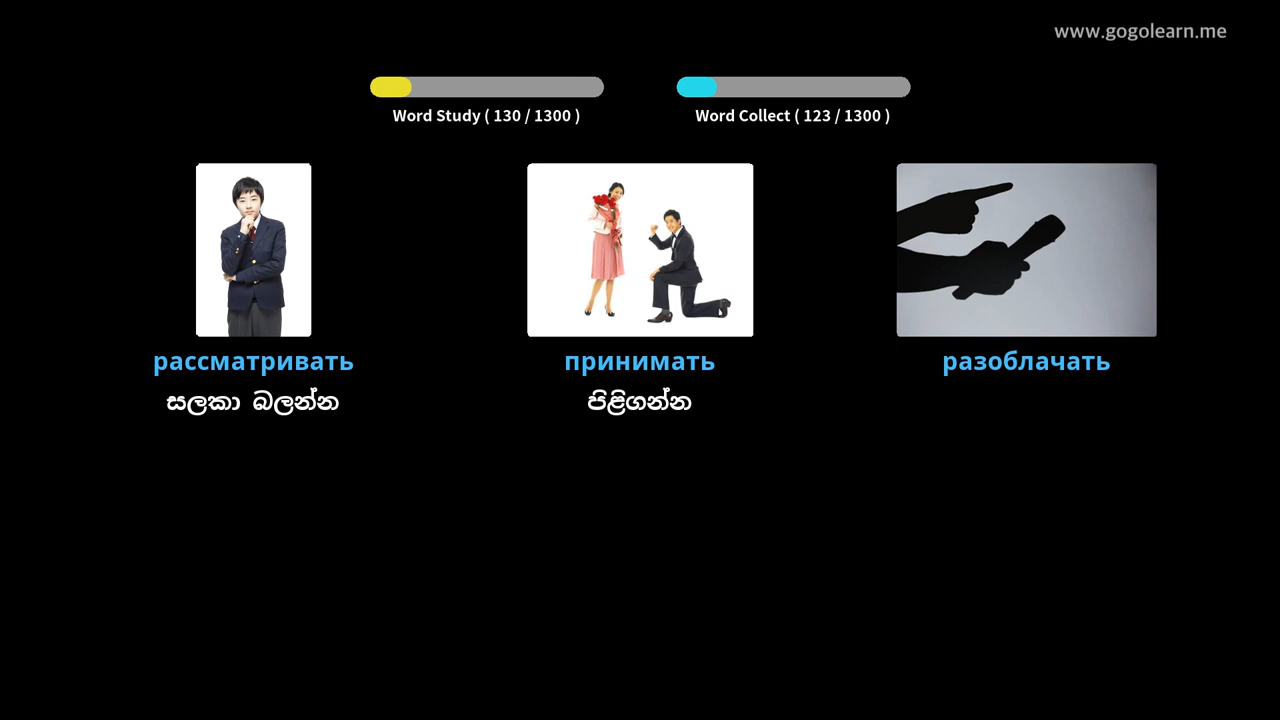 www.gogolearn.me
Word Study ( 130 / 1300 )
Word Collect ( 123 / 1300 )
рассматривать
принимать
разоблачать
සලකා බලන්න
පිළිගන්න